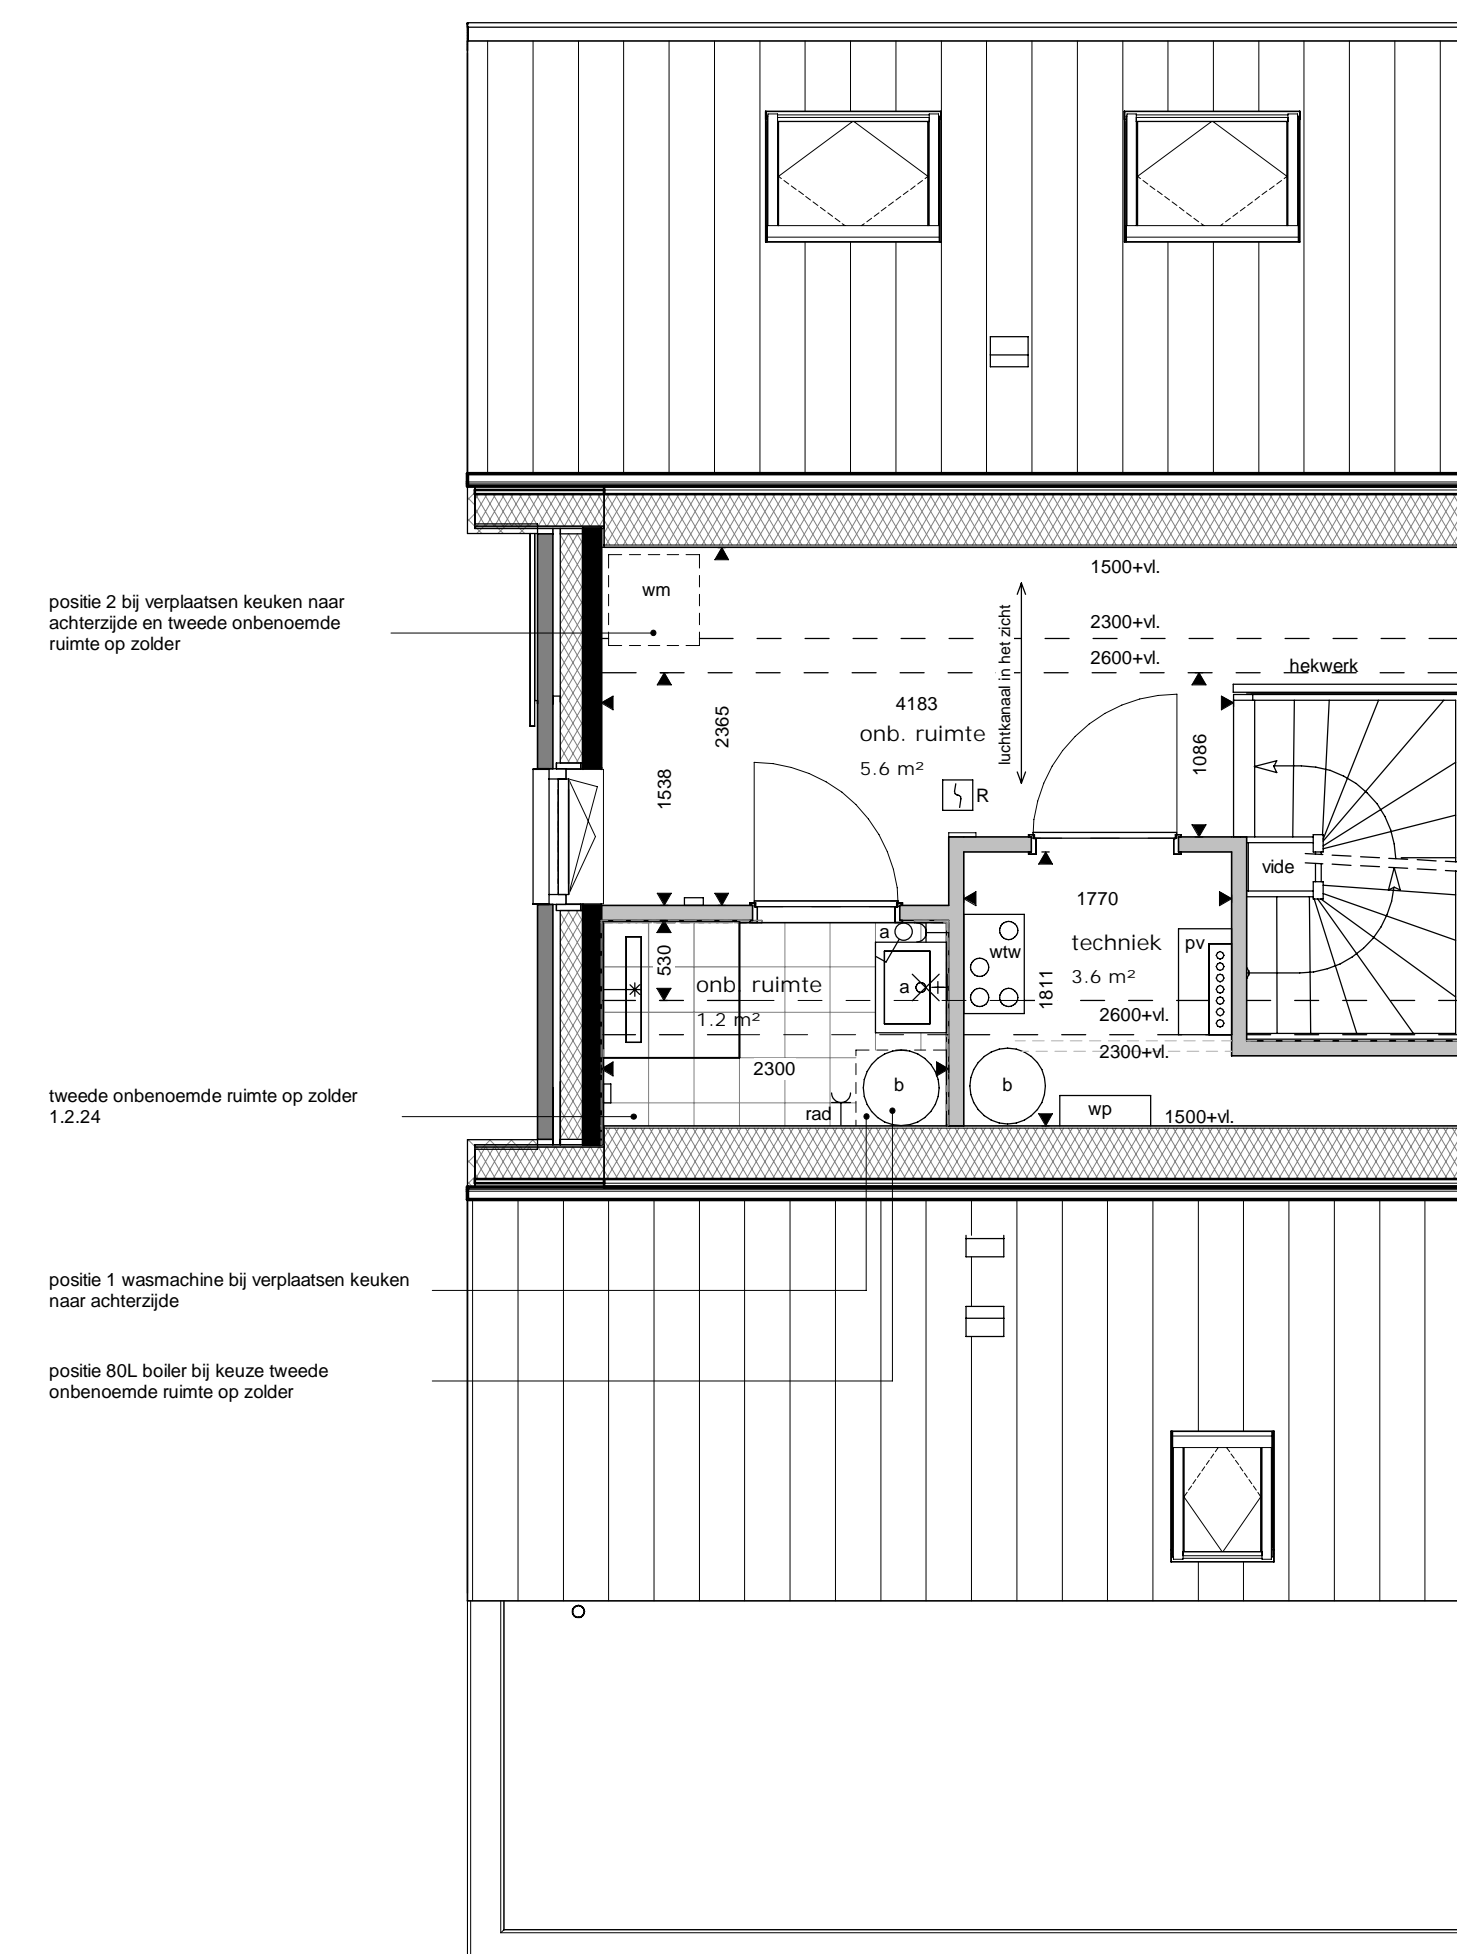 1500+vl.
wm
positie 2 bij verplaatsen keuken naar
achterzijde en tweede onbenoemde
ruimte op zolder
2300+vl.
2600+vl.
hekwerk
luchtkanaal in het zicht
4183
2365
onb. ruimte
5.6 m²
1086
1538
R
vide
1770
a
530
techniek
pv
wtw
3.6 m²
1811
onb. ruimte
a
1.2 m²
2600+vl.
2300+vl.
2300
b
b
rad
wp
1500+vl.
tweede onbenoemde ruimte op zolder
1.2.24
positie 1 wasmachine bij verplaatsen keuken
naar achterzijde
positie 80L boiler bij keuze tweede
onbenoemde ruimte op zolder